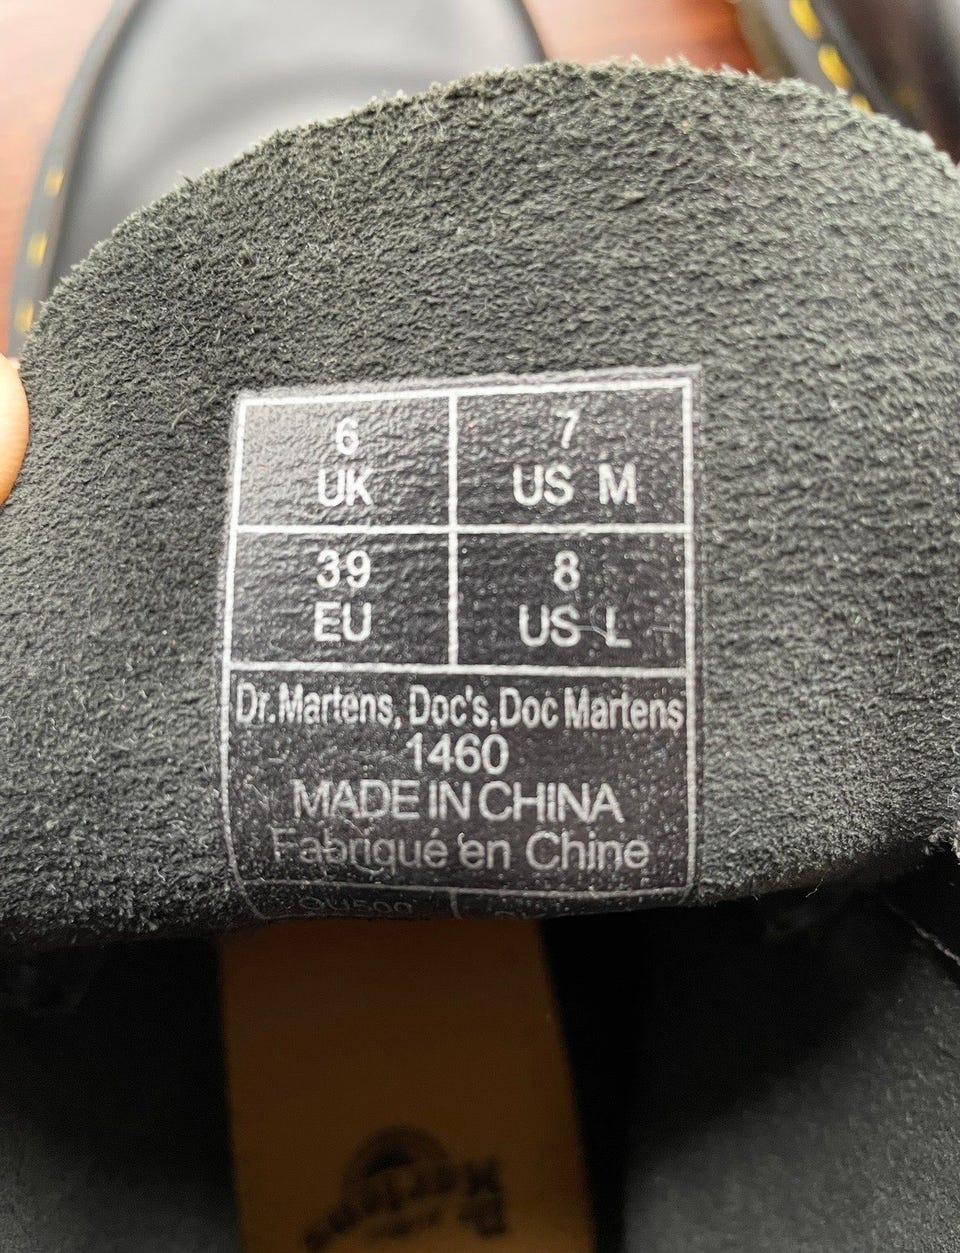 6
UK
7
US M
39
EU
8
US L
Dr.Martens, Doc's, Doc Martens
1460
MADE IN CHINA
Fabriqué en Chine